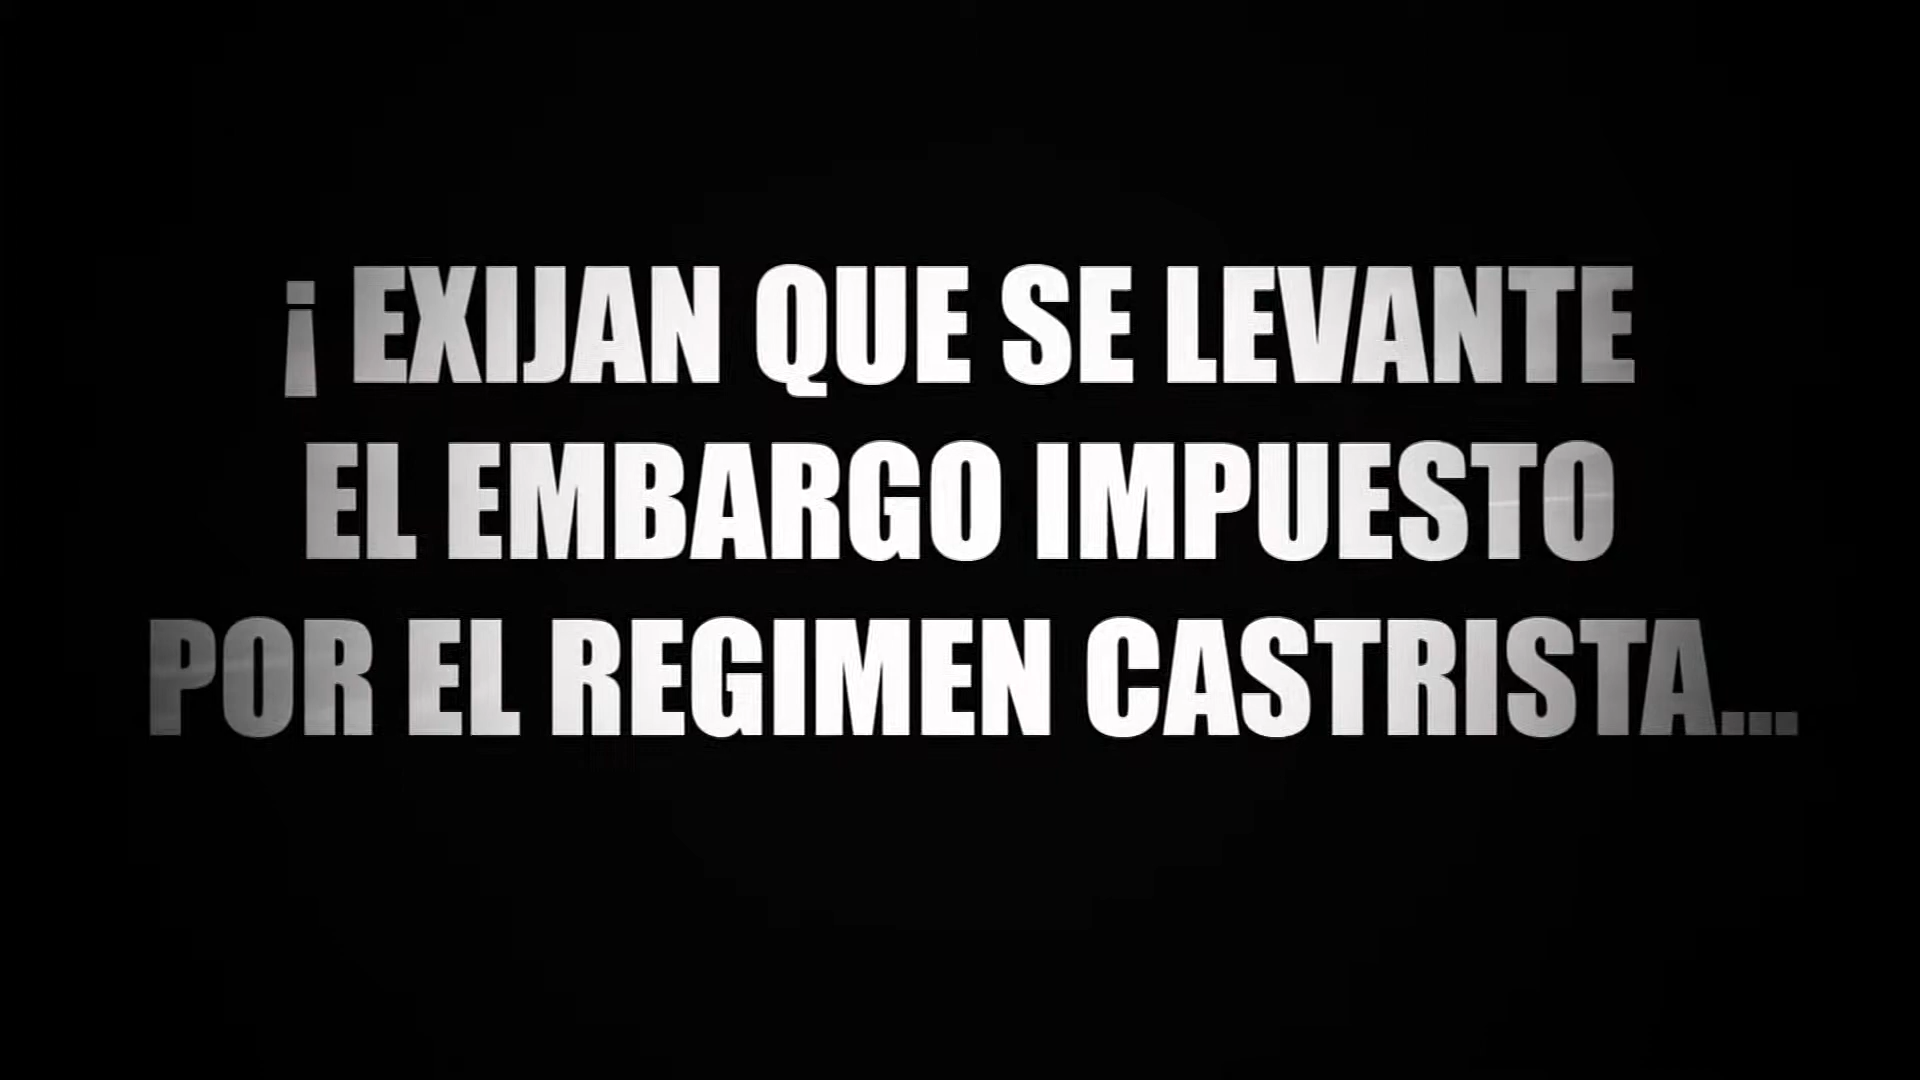 ¡ EXIJAN QUE SE LEVANTE
EL EMBARGO IMPUESTO
POR EL REGIMEN CASTRISTA...